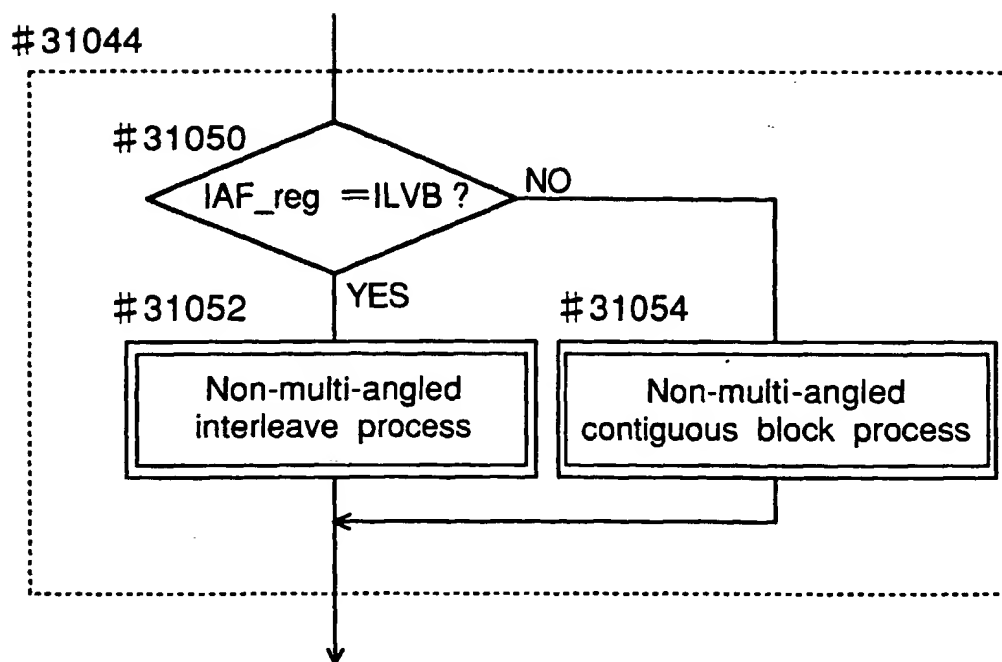 #31044
#31050
IAF_reg =ILVB ?
NO
YES
#31052
#31054
Non-multi-angled
interleave process
Non-multi-angled
contiguous block process